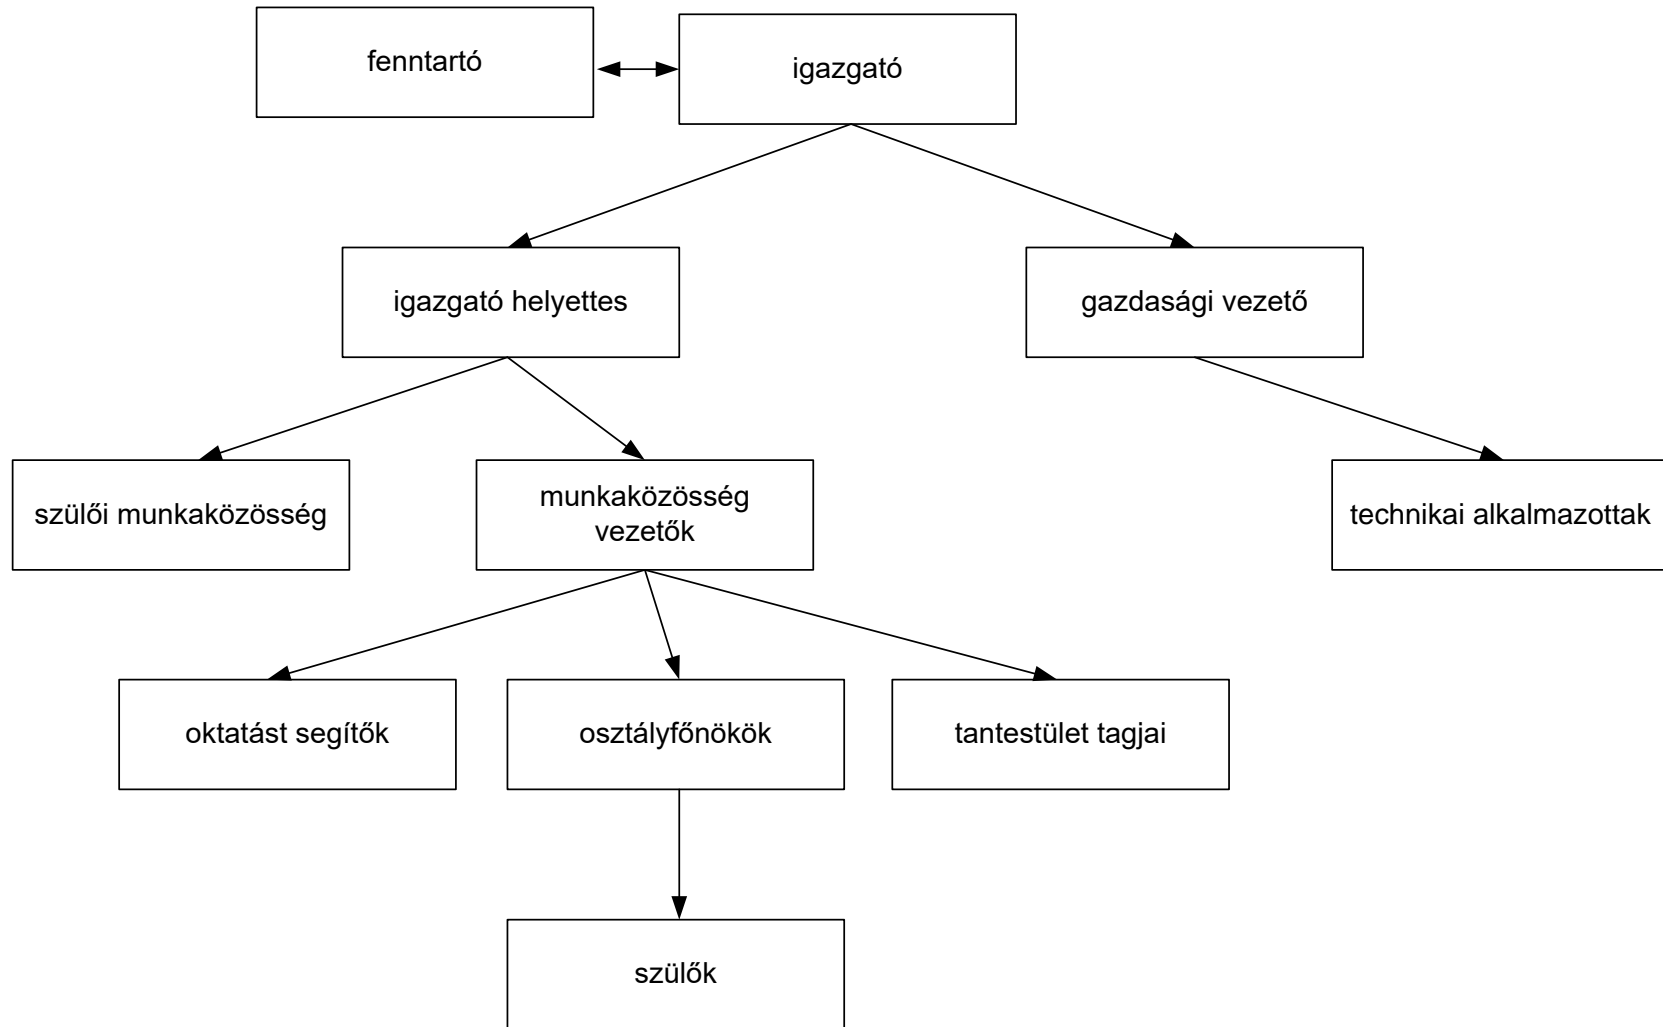 fenntartó
igazgató
igazgató helyettes
gazdasági vezető
szülői munkaközösség
munkaközösség
vezetők
technikai alkalmazottak
oktatást segítők
osztályfőnökök
tantestület tagjai
szülők